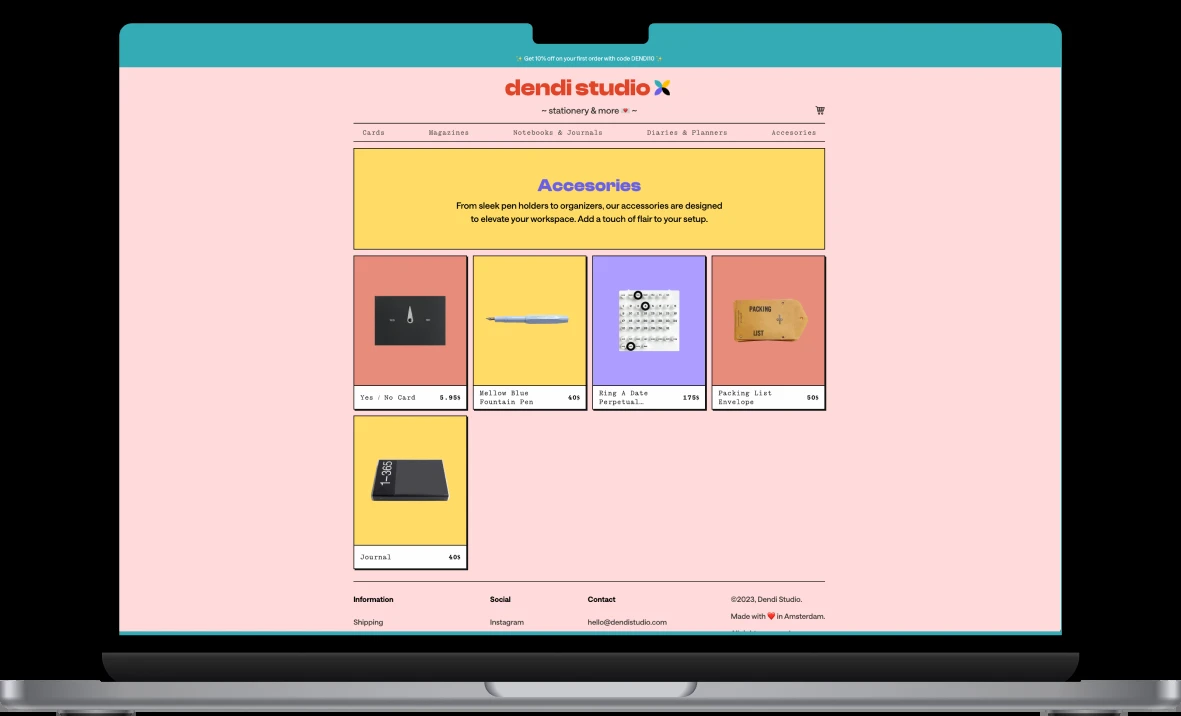 ✨ Get 10% off on your first order with code DENDI10 ✨
dendi studio
~ stationery & more 💌 ~
Cards Magazines Notebooks & Journals Diaries & Planners Accesories
Accesories
From sleek pen holders to organizers, our accessories are designed
to elevate your workspace. Add a touch of flair to your setup.
PACKING
LIST
Yes / No Card 5.95$
Mellow Blue
Fountain Pen 40$
Ring A Date
Perpetual… 175$
Packing List
Envelope 50$
1–365
Journal 40$
Information Social Contact ©2023, Dendi Studio.
Made with ❤️ in Amsterdam.
Shipping Instagram hello@dendistudio.com